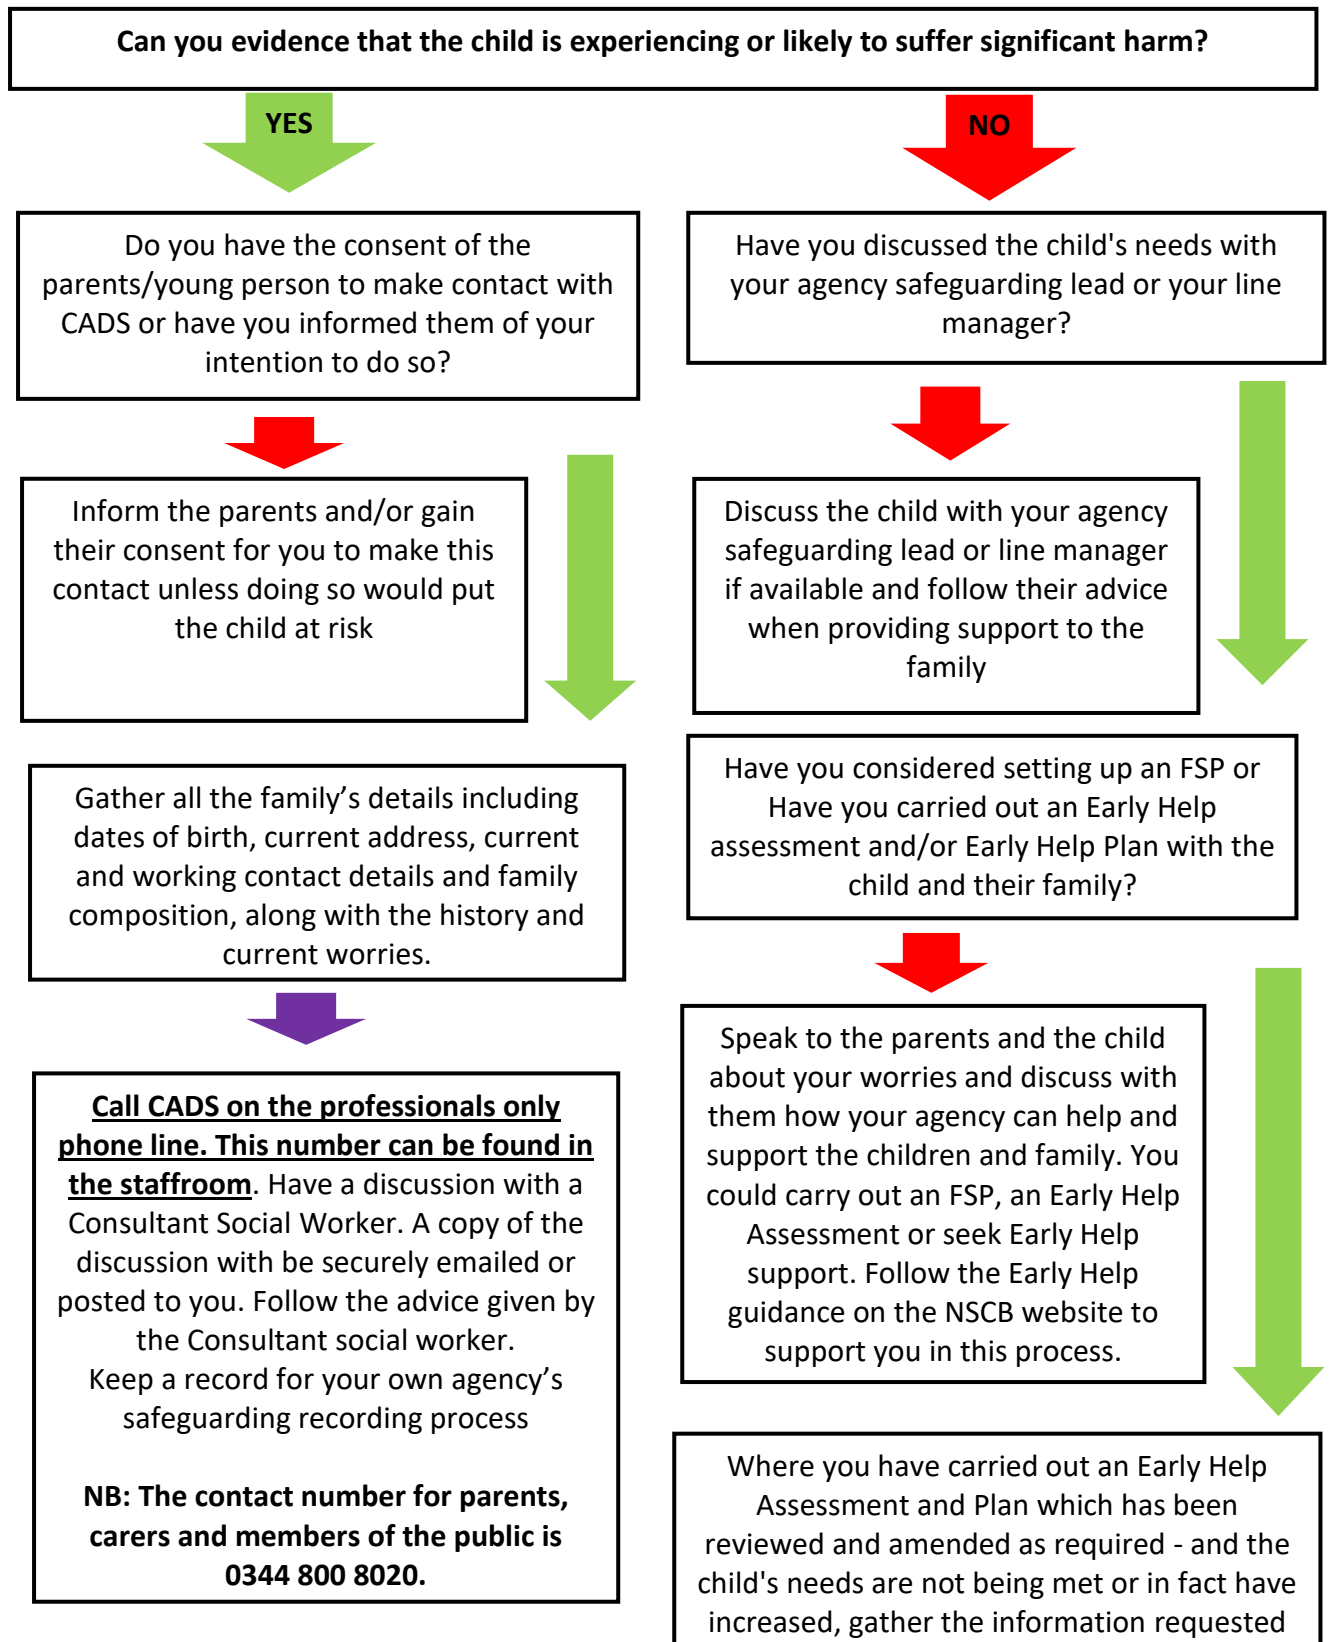 Can you evidence that the child is experiencing or likely to suffer significant harm?
YES
NO
Do you have the consent of the
parents/young person to make contact with
CADS or have you informed them of your
intention to do so?
Have you discussed the child's needs with
your agency safeguarding lead or your line
manager?
Inform the parents and/or gain
their consent for you to make this
contact unless doing so would put
the child at risk
Discuss the child with your agency
safeguarding lead or line manager
if available and follow their advice
when providing support to the
family
Gather all the family’s details including
dates of birth, current address, current
and working contact details and family
composition, along with the history and
current worries.
Have you considered setting up an FSP or
Have you carried out an Early Help
assessment and/or Early Help Plan with the
child and their family?
Call CADS on the professionals only
phone line. This number can be found in
the staffroom. Have a discussion with a
Consultant Social Worker. A copy of the
discussion with be securely emailed or
posted to you. Follow the advice given by
the Consultant social worker.
Keep a record for your own agency’s
safeguarding recording process
NB: The contact number for parents,
carers and members of the public is
0344 800 8020.
Speak to the parents and the child
about your worries and discuss with
them how your agency can help and
support the children and family. You
could carry out an FSP, an Early Help
Assessment or seek Early Help
support. Follow the Early Help
guidance on the NSCB website to
support you in this process.
Where you have carried out an Early Help
Assessment and Plan which has been
reviewed and amended as required - and the
child's needs are not being met or in fact have
increased, gather the information requested